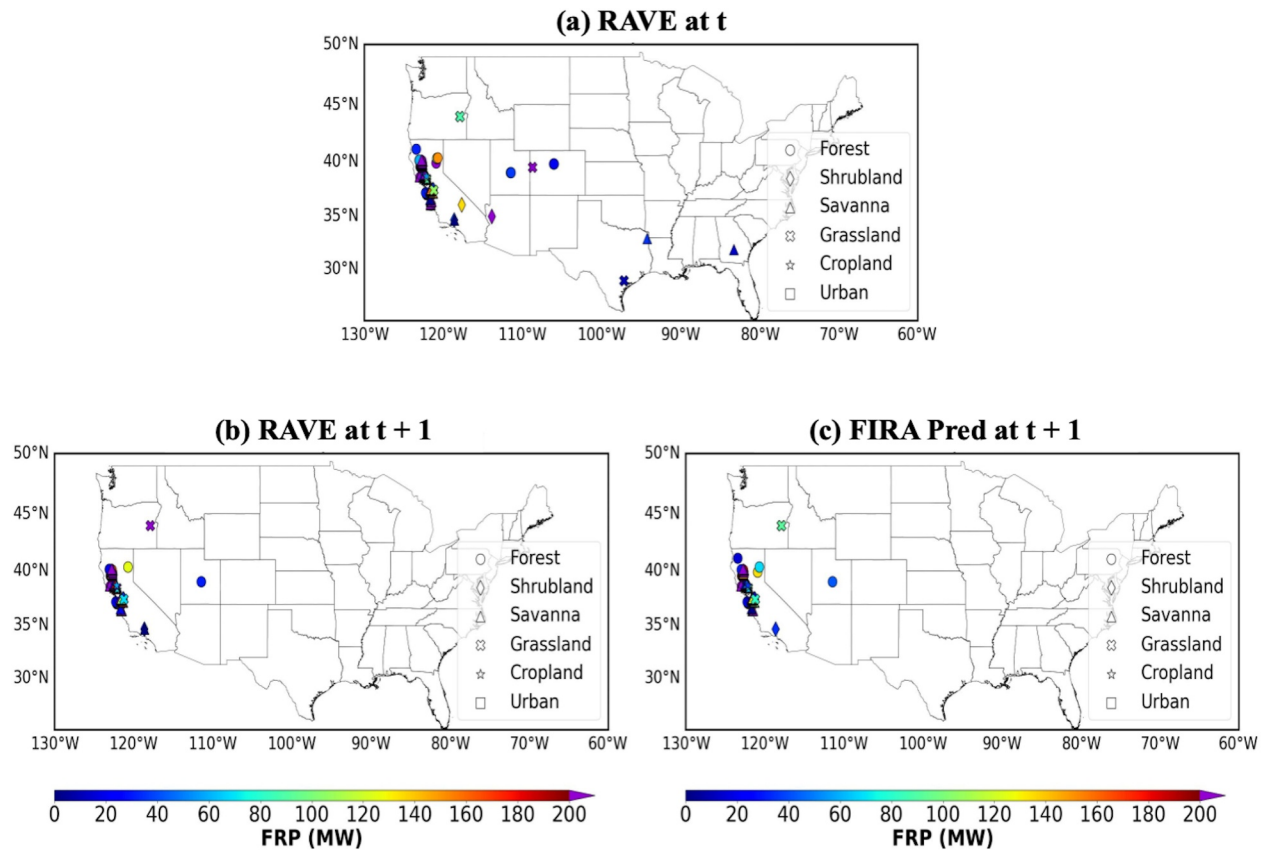 (a) RAVE at t
50°N
45°N
40°N
35°N
30°N
Forest
Shrubland
Savanna
Grassland
Cropland
Urban
130°W 120°W 110°W 100°W 90°W 80°W 70°W 60°W
(b) RAVE at t + 1
50°N
45°N
40°N
35°N
30°N
Forest
Shrubland
Savanna
Grassland
Cropland
Urban
130°W 120°W 110°W 100°W 90°W 80°W 70°W 60°W
0 20 40 60 80 100 120 140 160 180 200
FRP (MW)
(c) FIRA Pred at t + 1
50°N
45°N
40°N
35°N
30°N
Forest
Shrubland
Savanna
Grassland
Cropland
Urban
130°W 120°W 110°W 100°W 90°W 80°W 70°W 60°W
0 20 40 60 80 100 120 140 160 180 200
FRP (MW)